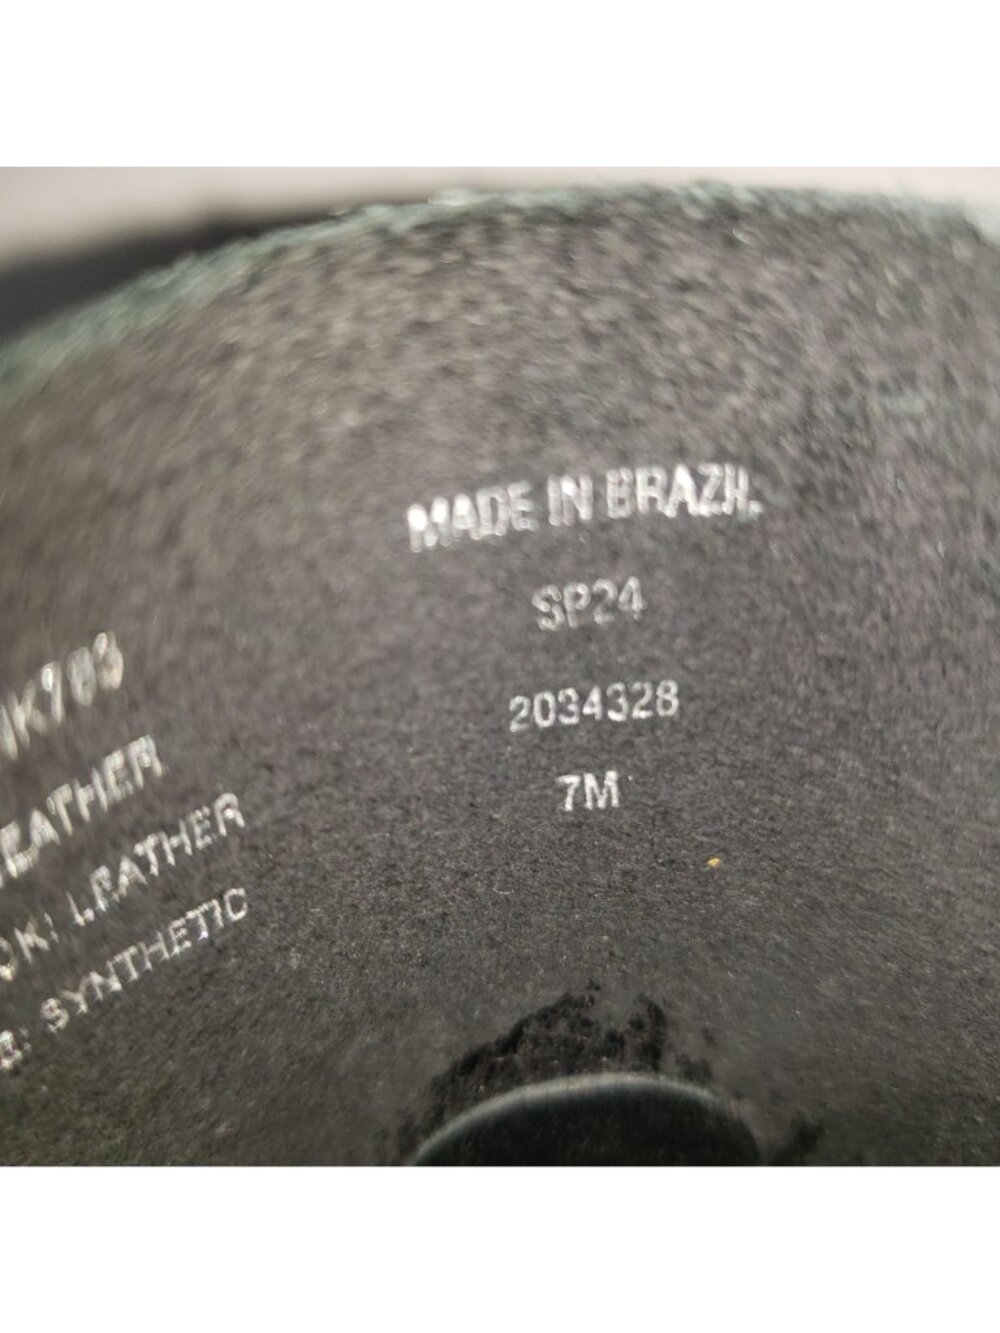 MADE IN BRAZIL
SP24
2034328
7M
LEATHER
LEATHER
SYNTHETIC